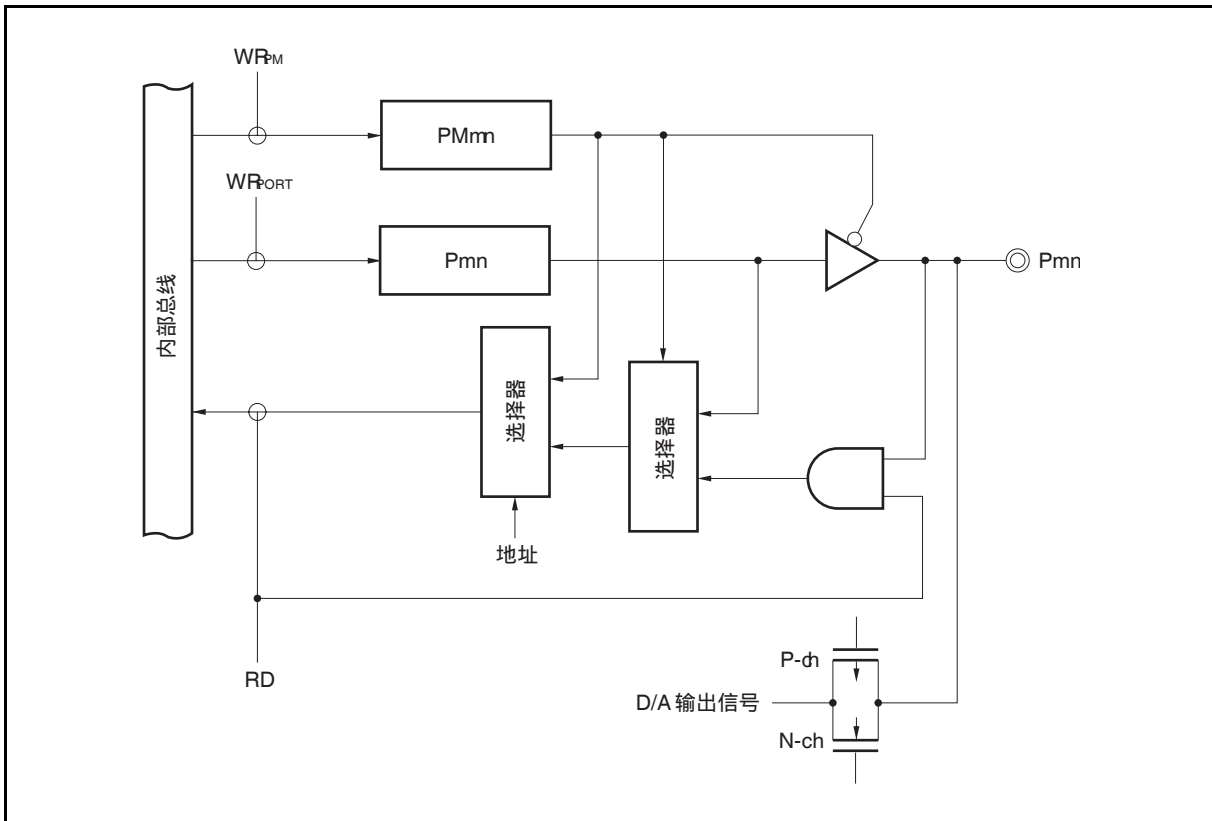 WRPM
PMmn
WRPORT
Pmn
Pmn
内部总线
选择器
选择器
地址
RD
P-ch
D/A 输出信号
N-ch